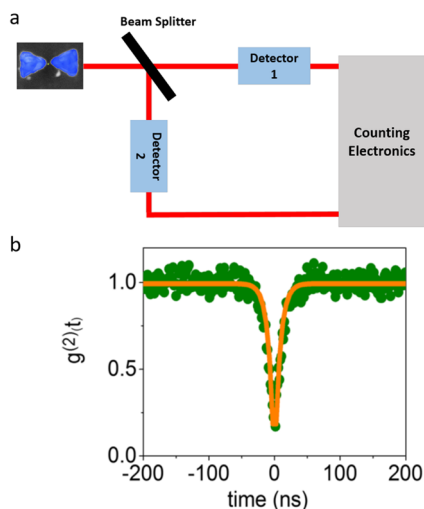 a
Beam Splitter
Detector
1
Detector
2
Counting
Electronics
b
g(2)(t)
1.0
0.5
0.0
-200
-100
0
100
200
time (ns)